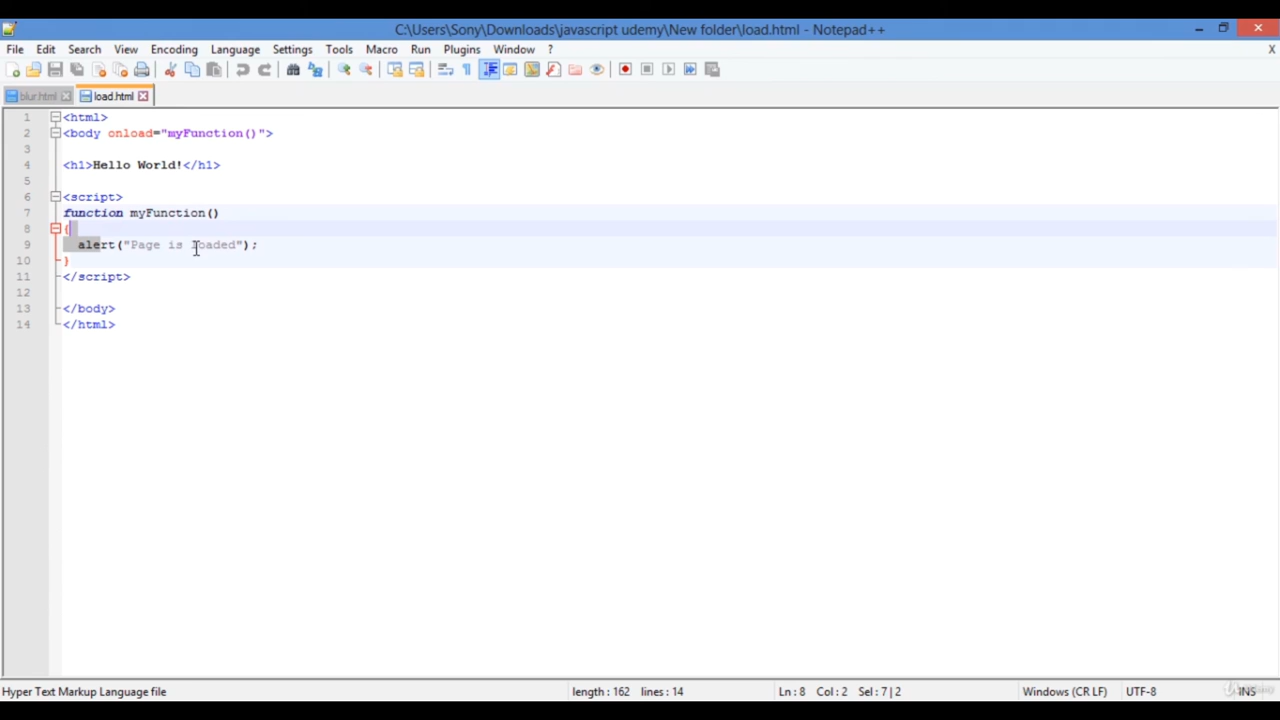 C:\Users\Sony\Downloads\javascript udemy\New folder\load.html - Notepad++
File Edit Search View Encoding Language Settings Tools Macro Run Plugins Window ? X
blur.html load.html
1 <html>
2 <body onload="myFunction()">
3
4 <h1>Hello World!</h1>
5
6 <script>
7 function myFunction()
8 {
9 alert("Page is loaded");
10 }
11 </script>
12
13 </body>
14 </html>
Hyper Text Markup Language file length : 162 lines : 14 Ln : 8 Col : 2 Sel : 7 | 2 Windows (CR LF) UTF-8 INS